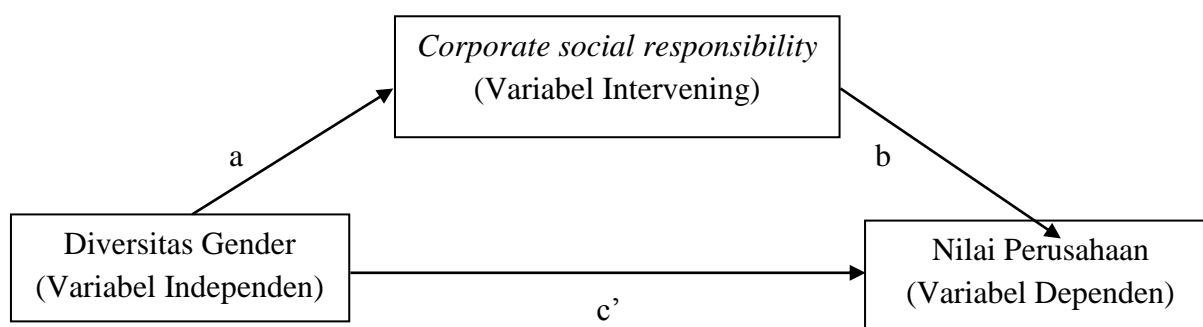 Corporate social responsibility
(Variabel Intervening)
a
b
Diversitas Gender
(Variabel Independen)
Nilai Perusahaan
(Variabel Dependen)
c’